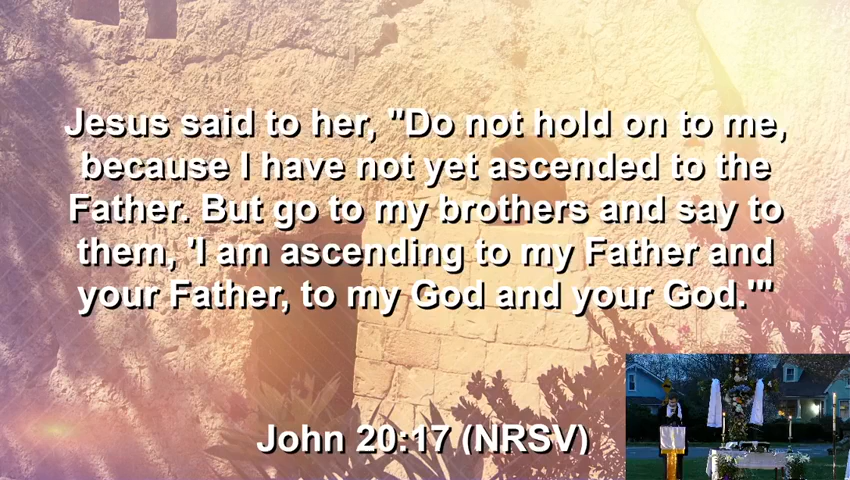 Jesus said to her, "Do not hold on to me,
because I have not yet ascended to the
Father. But go to my brothers and say to
them, 'I am ascending to my Father and
your Father, to my God and your God.'"
John 20:17 (NRSV)